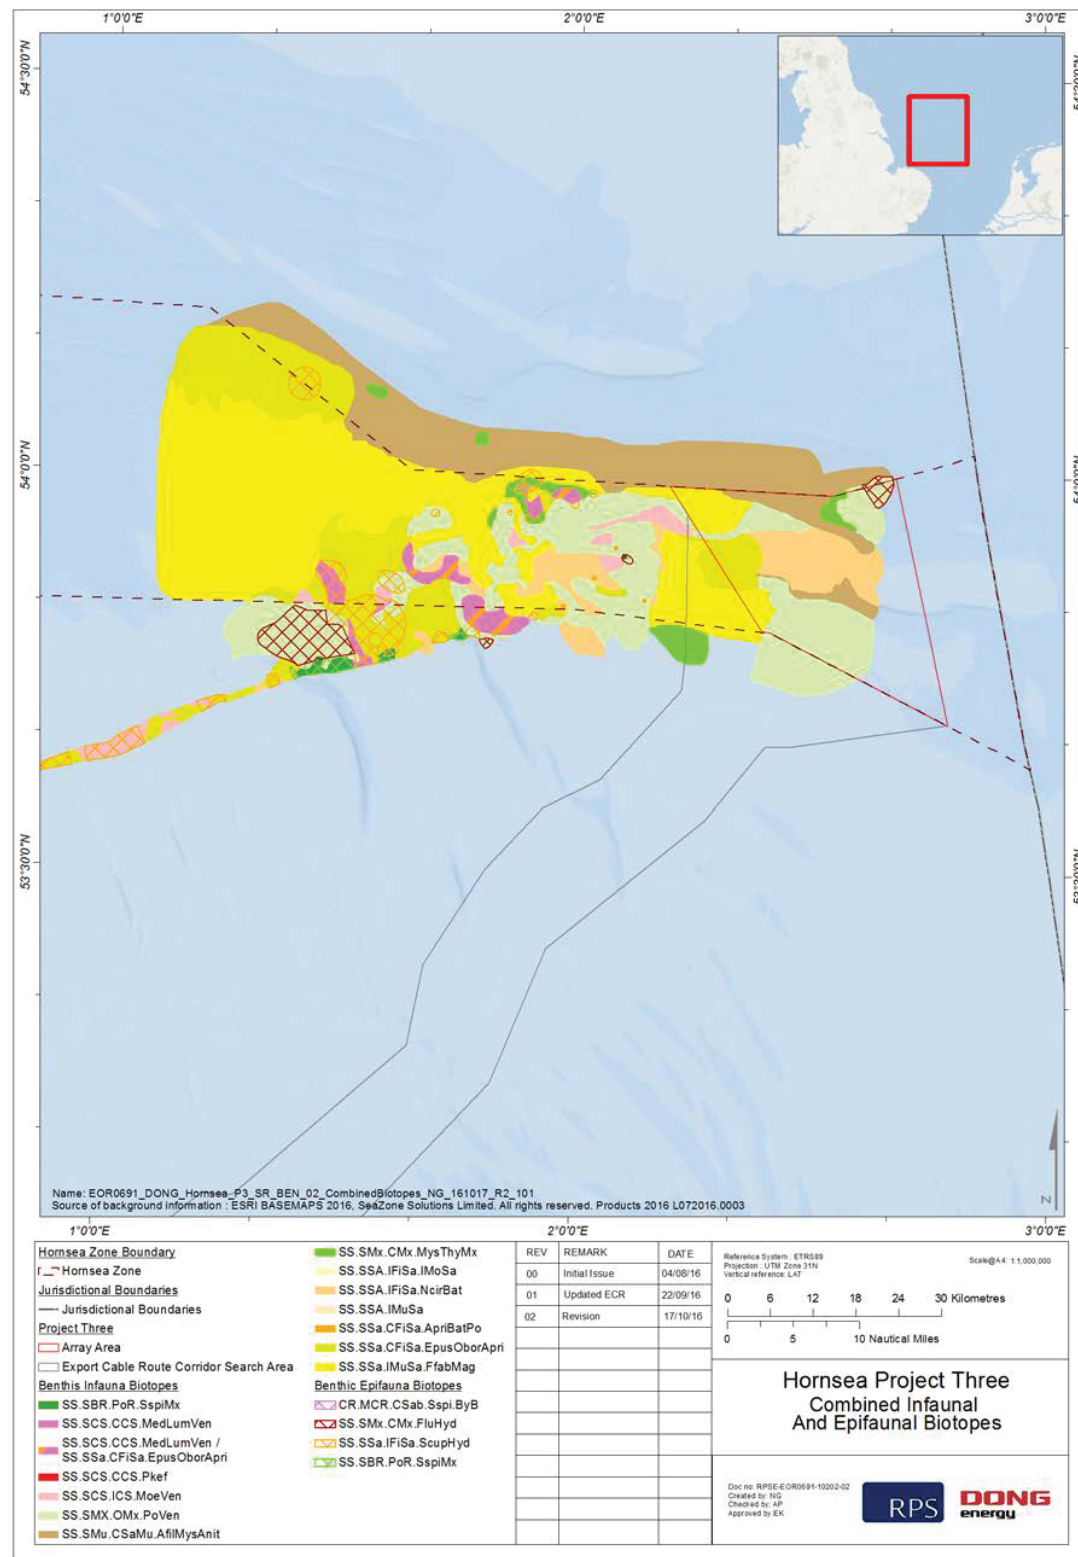 1°0'0"E
2°0'0"E
3°0'0"E
54°30'0"N
54°0'0"N
53°30'0"N
Name: EOR0691_DONG_Hornsea_P3_SR_BEN_02_CombinedBiotopes_NG_161017_R2_101
Source of background information : ESRI BASEMAPS 2016, SeaZone Solutions Limited. All rights reserved. Products 2016 L072016.0003
N
1°0'0"E
2°0'0"E
3°0'0"E
Hornsea Zone Boundary
Hornsea Zone
Jurisdictional Boundaries
Jurisdictional Boundaries
Project Three
Array Area
Export Cable Route Corridor Search Area
Benthis Infauna Biotopes
SS.SBR.PoR.SspiMx
SS.SCS.CCS.MedLumVen
SS.SCS.CCS.MedLumVen /
SS.SSa.CFiSa.EpusOborApri
SS.SCS.CCS.Pkef
SS.SCS.ICS.MoeVen
SS.SMX.OMx.PoVen
SS.SMu.CSaMu.AfilMysAnit
SS.SMx.CMx.MysThyMx
SS.SSA.IFiSa.IMoSa
SS.SSA.IFiSa.NcirBat
SS.SSA.IMuSa
SS.SSa.CFiSa.ApriBatPo
SS.SSa.CFiSa.EpusOborApri
SS.SSa.IMuSa.FfabMag
Benthic Epifauna Biotopes
CR.MCR.CSab.Sspi.ByB
SS.SMx.CMx.FluHyd
SS.SSa.IFiSa.ScupHyd
SS.SBR.PoR.SspiMx
REV REMARK DATE
00 Initial Issue 04/08/16
01 Updated ECR 22/09/16
02 Revision 17/10/16
Reference System : ETRS89
Projection : UTM Zone 31N
Vertical reference: LAT
Scale@A4: 1:1,000,000
0 6 12 18 24 30 Kilometres
0 5 10 Nautical Miles
Hornsea Project Three
Combined Infaunal
And Epifaunal Biotopes
Doc no: RPSE-EOR0691-10202-02
Created by: NG
Checked by: AP
Approved by:EK
RPS
DONG
energy